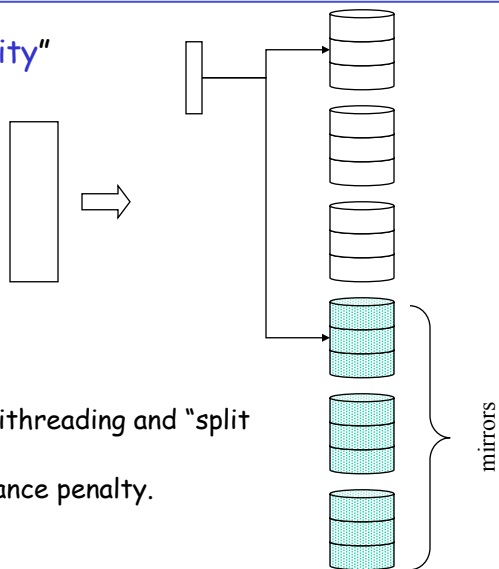 ity”
ithreading and “split
ance penalty.
mirrors